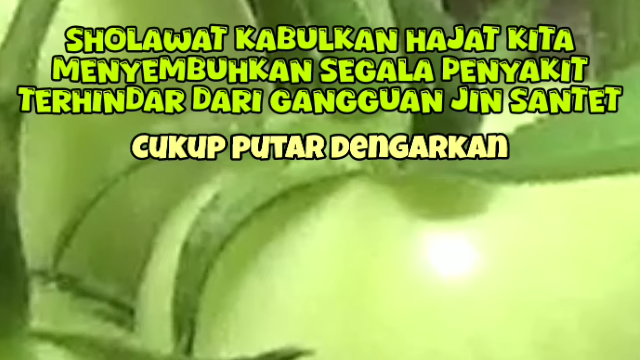 SHOLAWAT KABULKAN HAJAT KITA
MENYEMBUHKAN SEGALA PENYAKIT
TERHINDAR DARI GANGGUAN JIN SANTET
CUKUP PUTAR DENGARKAN